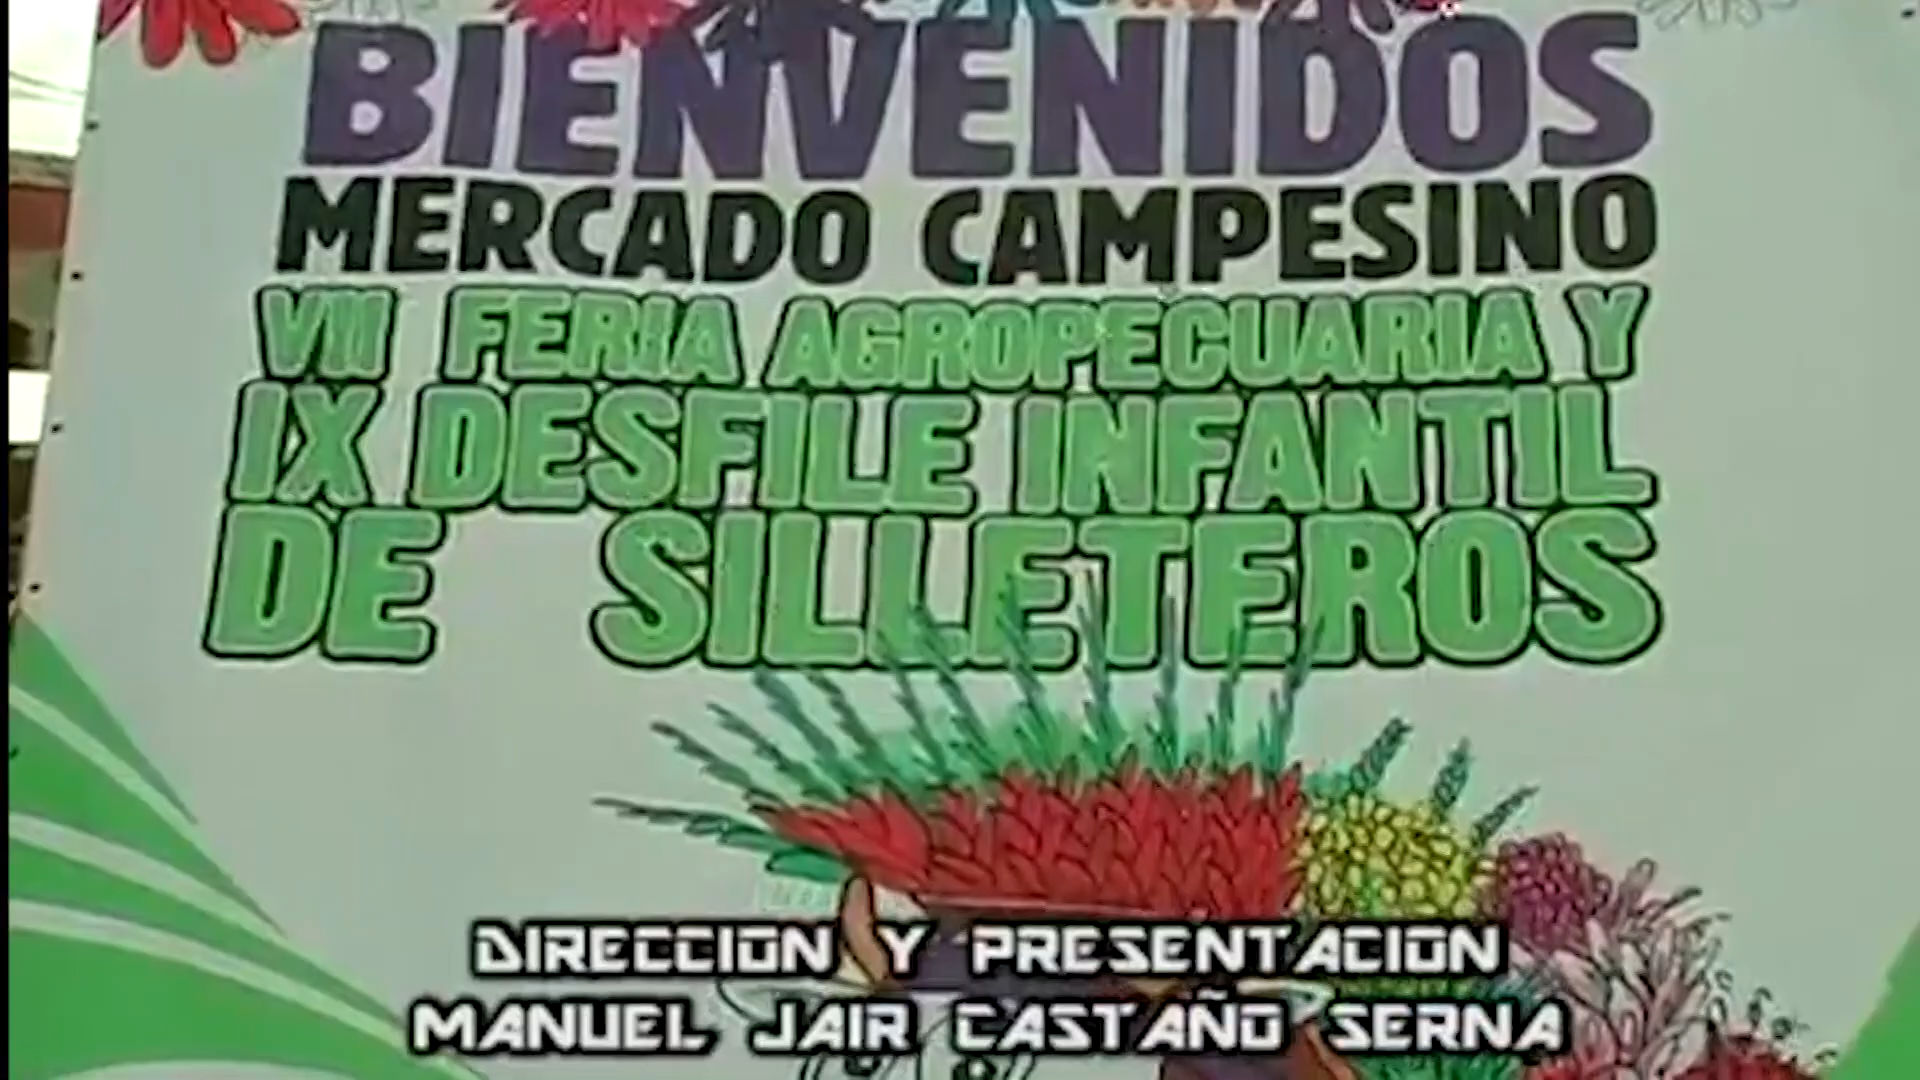 BIENVENIDOS
MERCADO CAMPESINO
VII FERIA AGROPECUARIA Y
IX DESFILE INFANTIL
DE SILLETEROS
DIRECCION Y PRESENTACION
MANUEL JAIR CASTAÑO SERNA